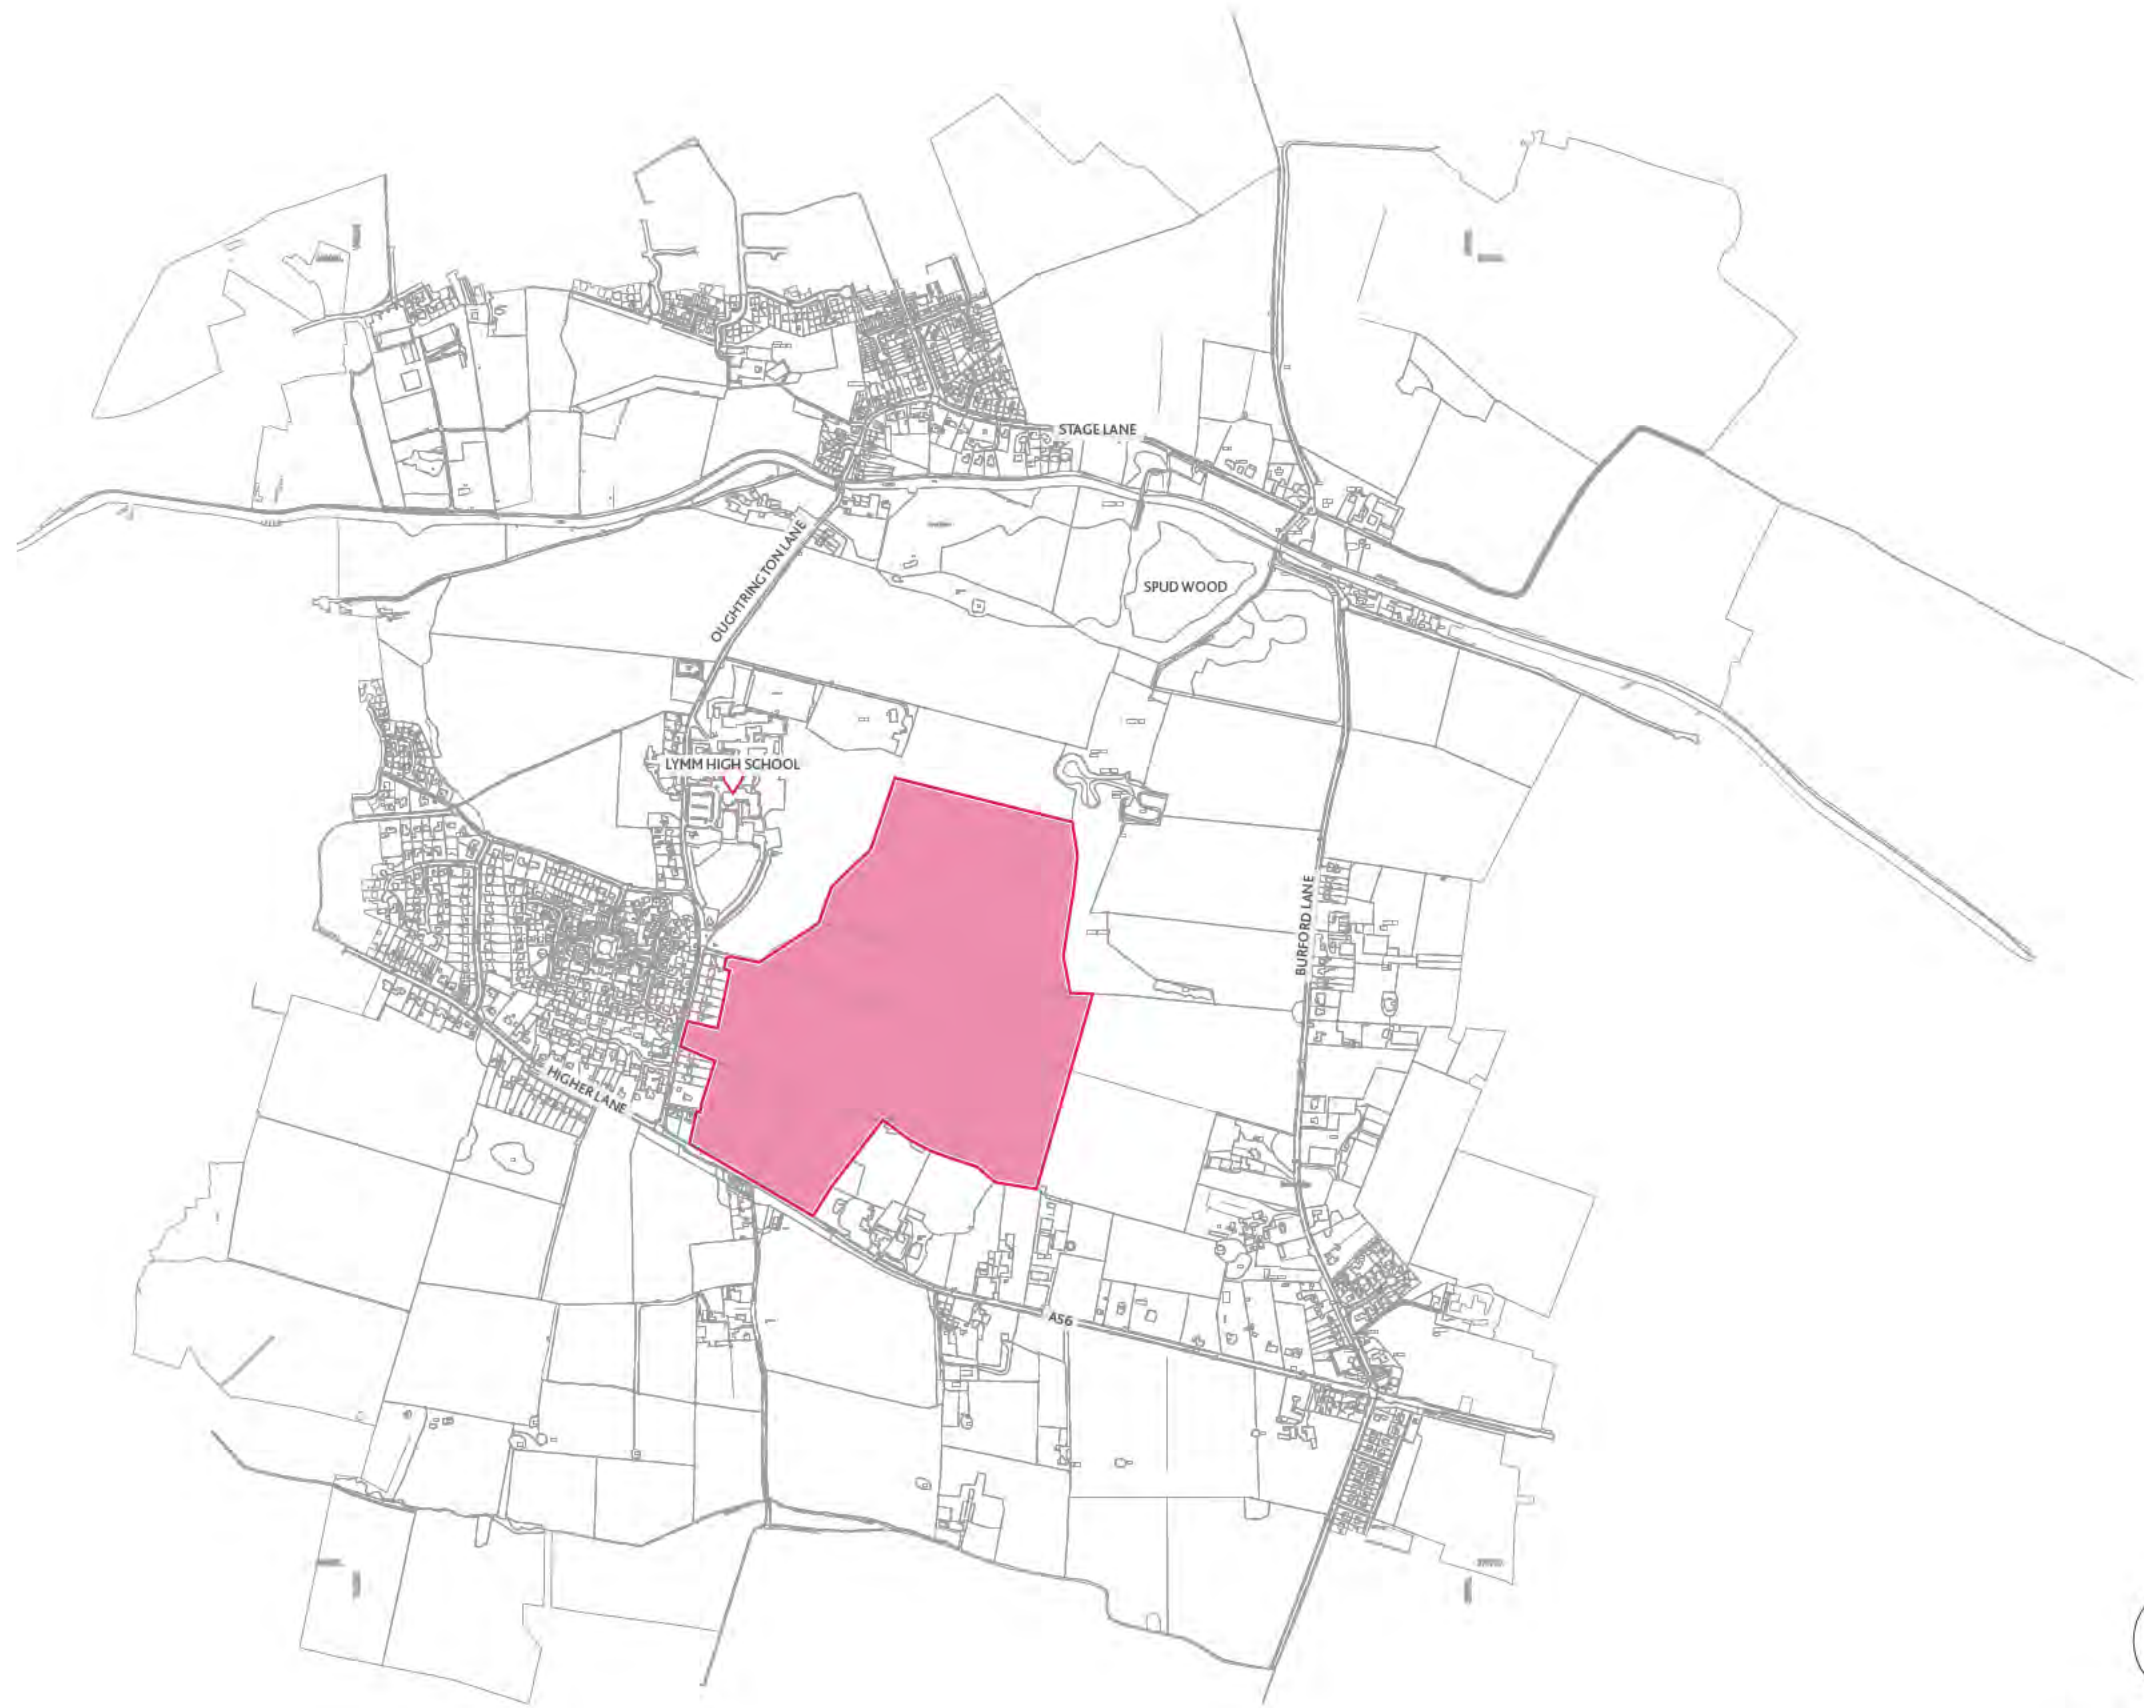 STAGE LANE
OUGHTRINGTON LANE
SPUD WOOD
LYMM HIGH SCHOOL
BURFORD LANE
HIGHER LANE
A56